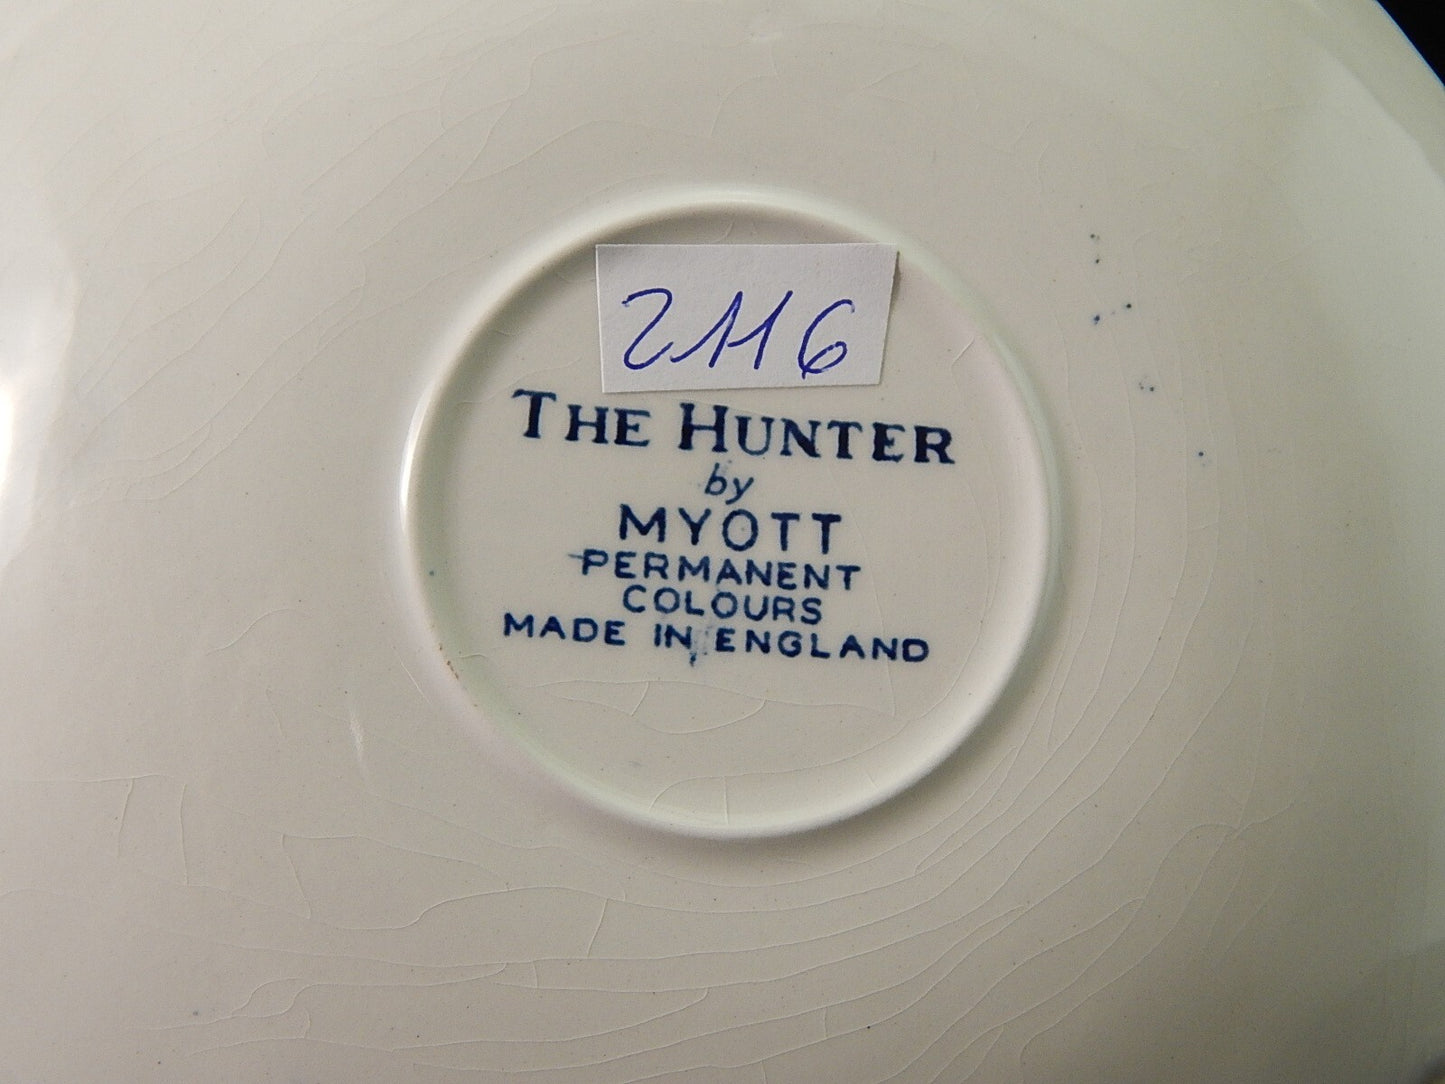 2116
THE HUNTER
by
MYOTT
PERMANENT
COLOURS
MADE IN ENGLAND